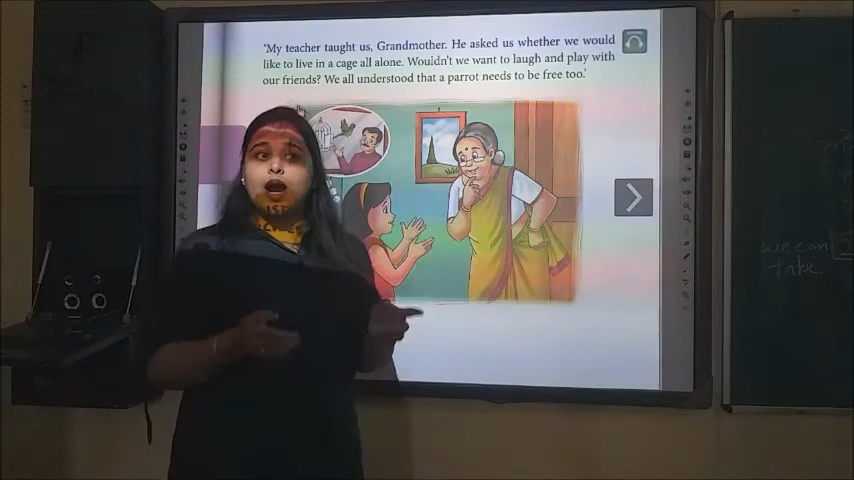 'My teacher taught us, Grandmother. He asked us whether we would
like to live in a cage all alone. Wouldn't we want to laugh and play with
our friends? We all understood that a parrot needs to be free too.'
we can
take